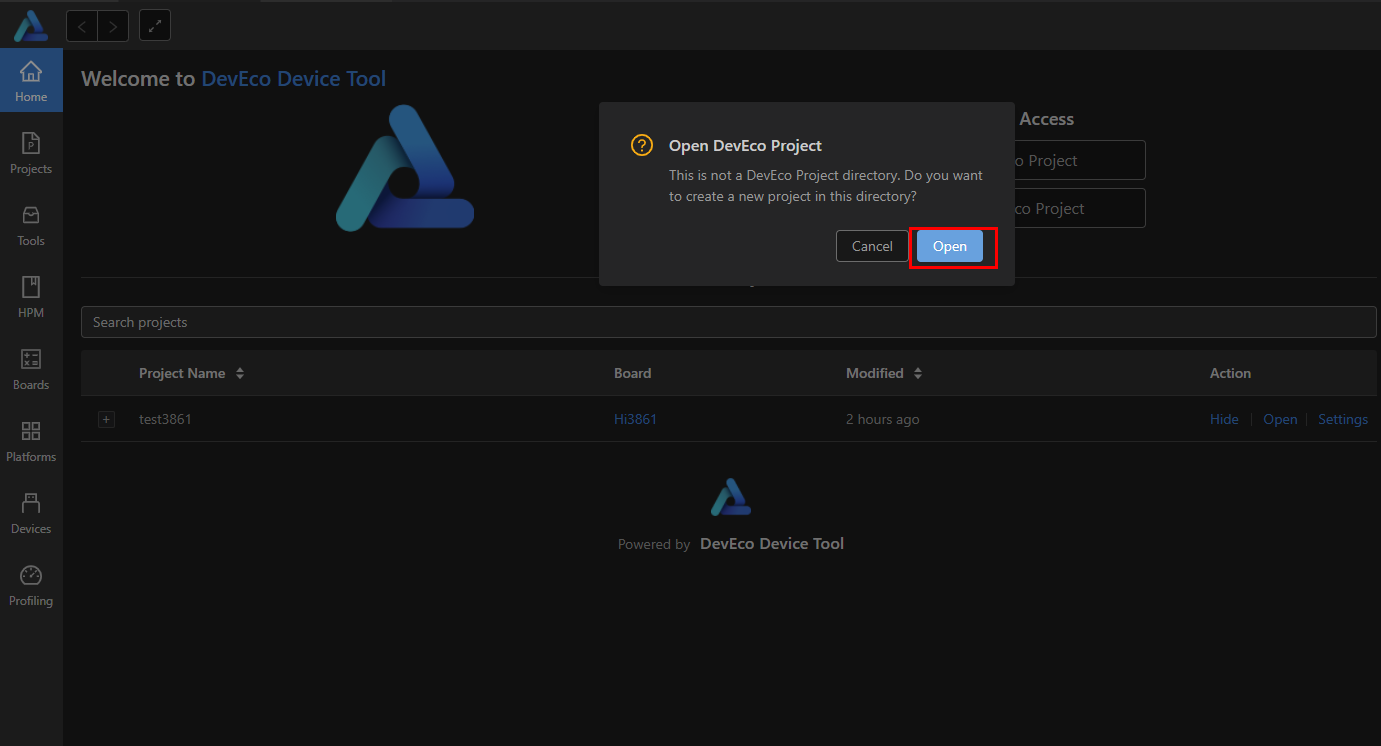 Home
Projects
Tools
HPM
Boards
Platforms
Devices
Profiling
Welcome to DevEco Device Tool
Access
o Project
co Project
Open DevEco Project
This is not a DevEco Project directory. Do you want
to create a new project in this directory?
Cancel
Open
Search projects
Project Name
Board
Modified
Action
test3861
Hi3861
2 hours ago
Hide
Open
Settings
Powered by DevEco Device Tool